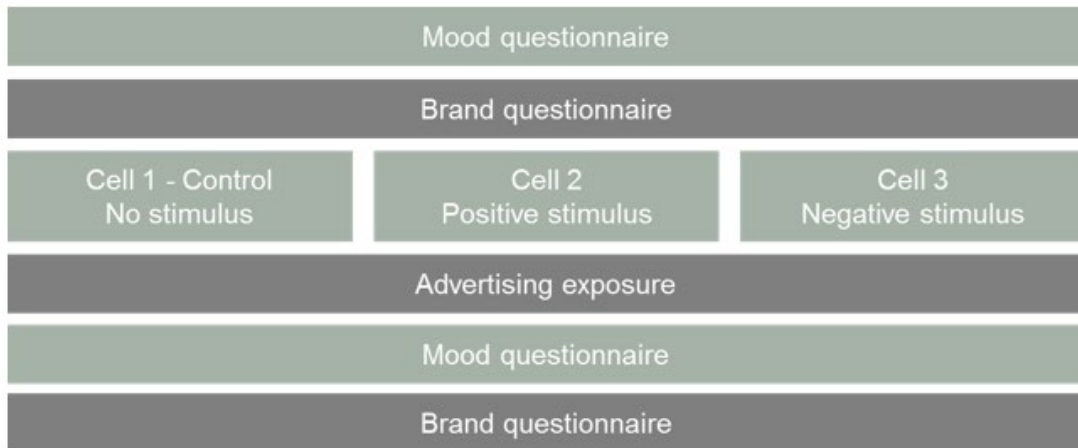 Mood questionnaire
Brand questionnaire
Cell 1 - Control
No stimulus
Cell 2
Positive stimulus
Cell 3
Negative stimulus
Advertising exposure
Mood questionnaire
Brand questionnaire